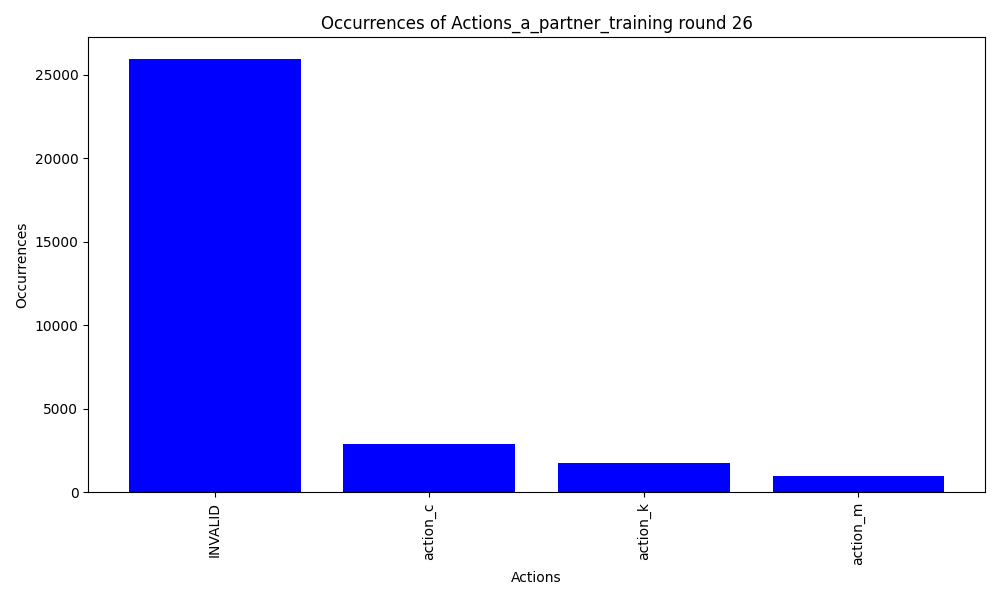 Occurrences of Actions_a_partner_training round 26
25000
20000
15000
10000
5000
0
Occurrences
INVALID
action_c
action_k
action_m
Actions